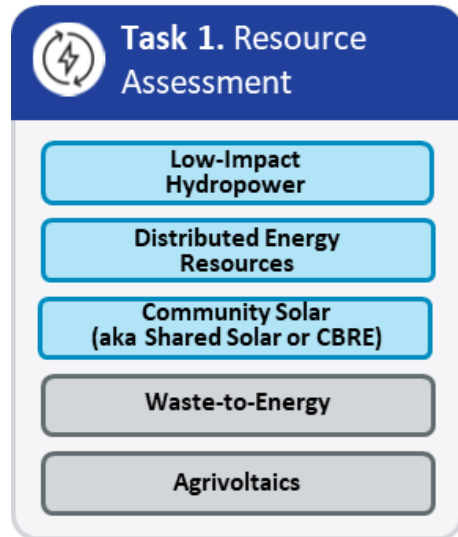 Task 1. Resource
Assessment
Low-Impact
Hydropower
Distributed Energy
Resources
Community Solar
(aka Shared Solar or CBRE)
Waste-to-Energy
Agrivoltaics